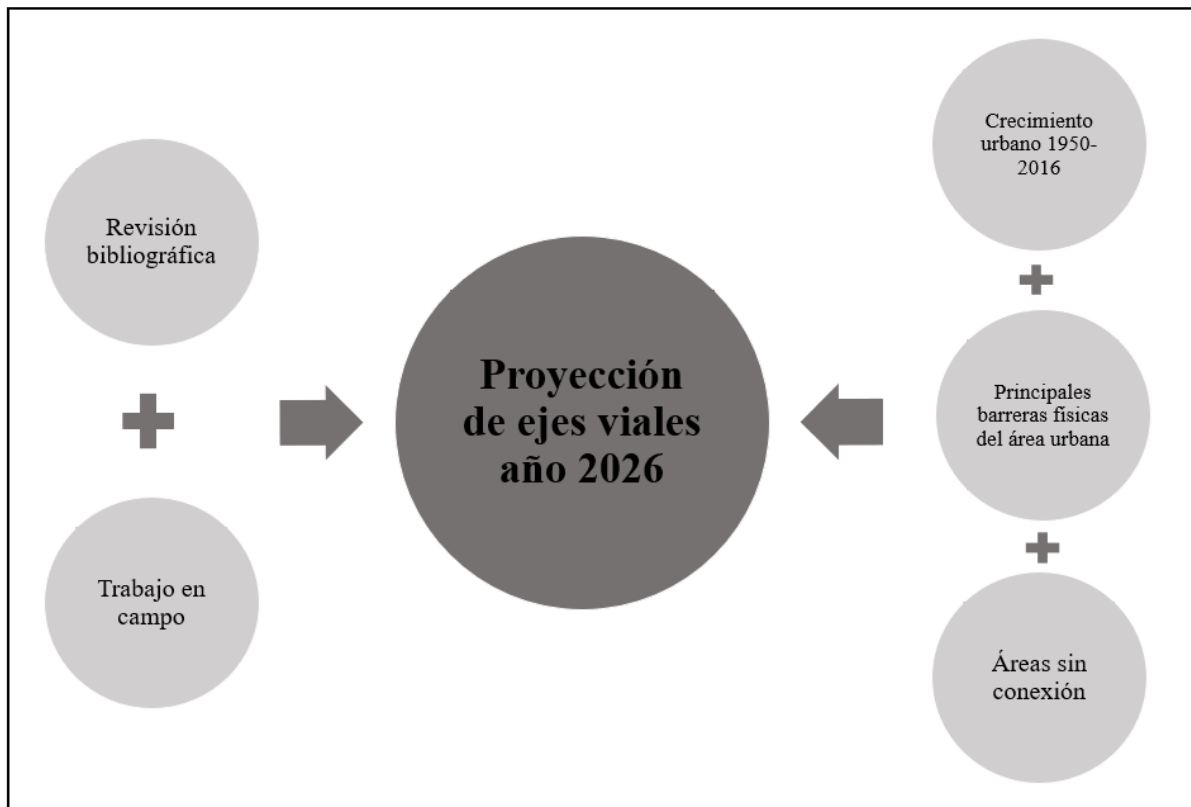 Revisión
bibliográfica
Trabajo en
campo
Proyección
de ejes viales
año 2026
Crecimiento
urbano 1950-
2016
Principales
barreras físicas
del área urbana
Áreas sin
conexión